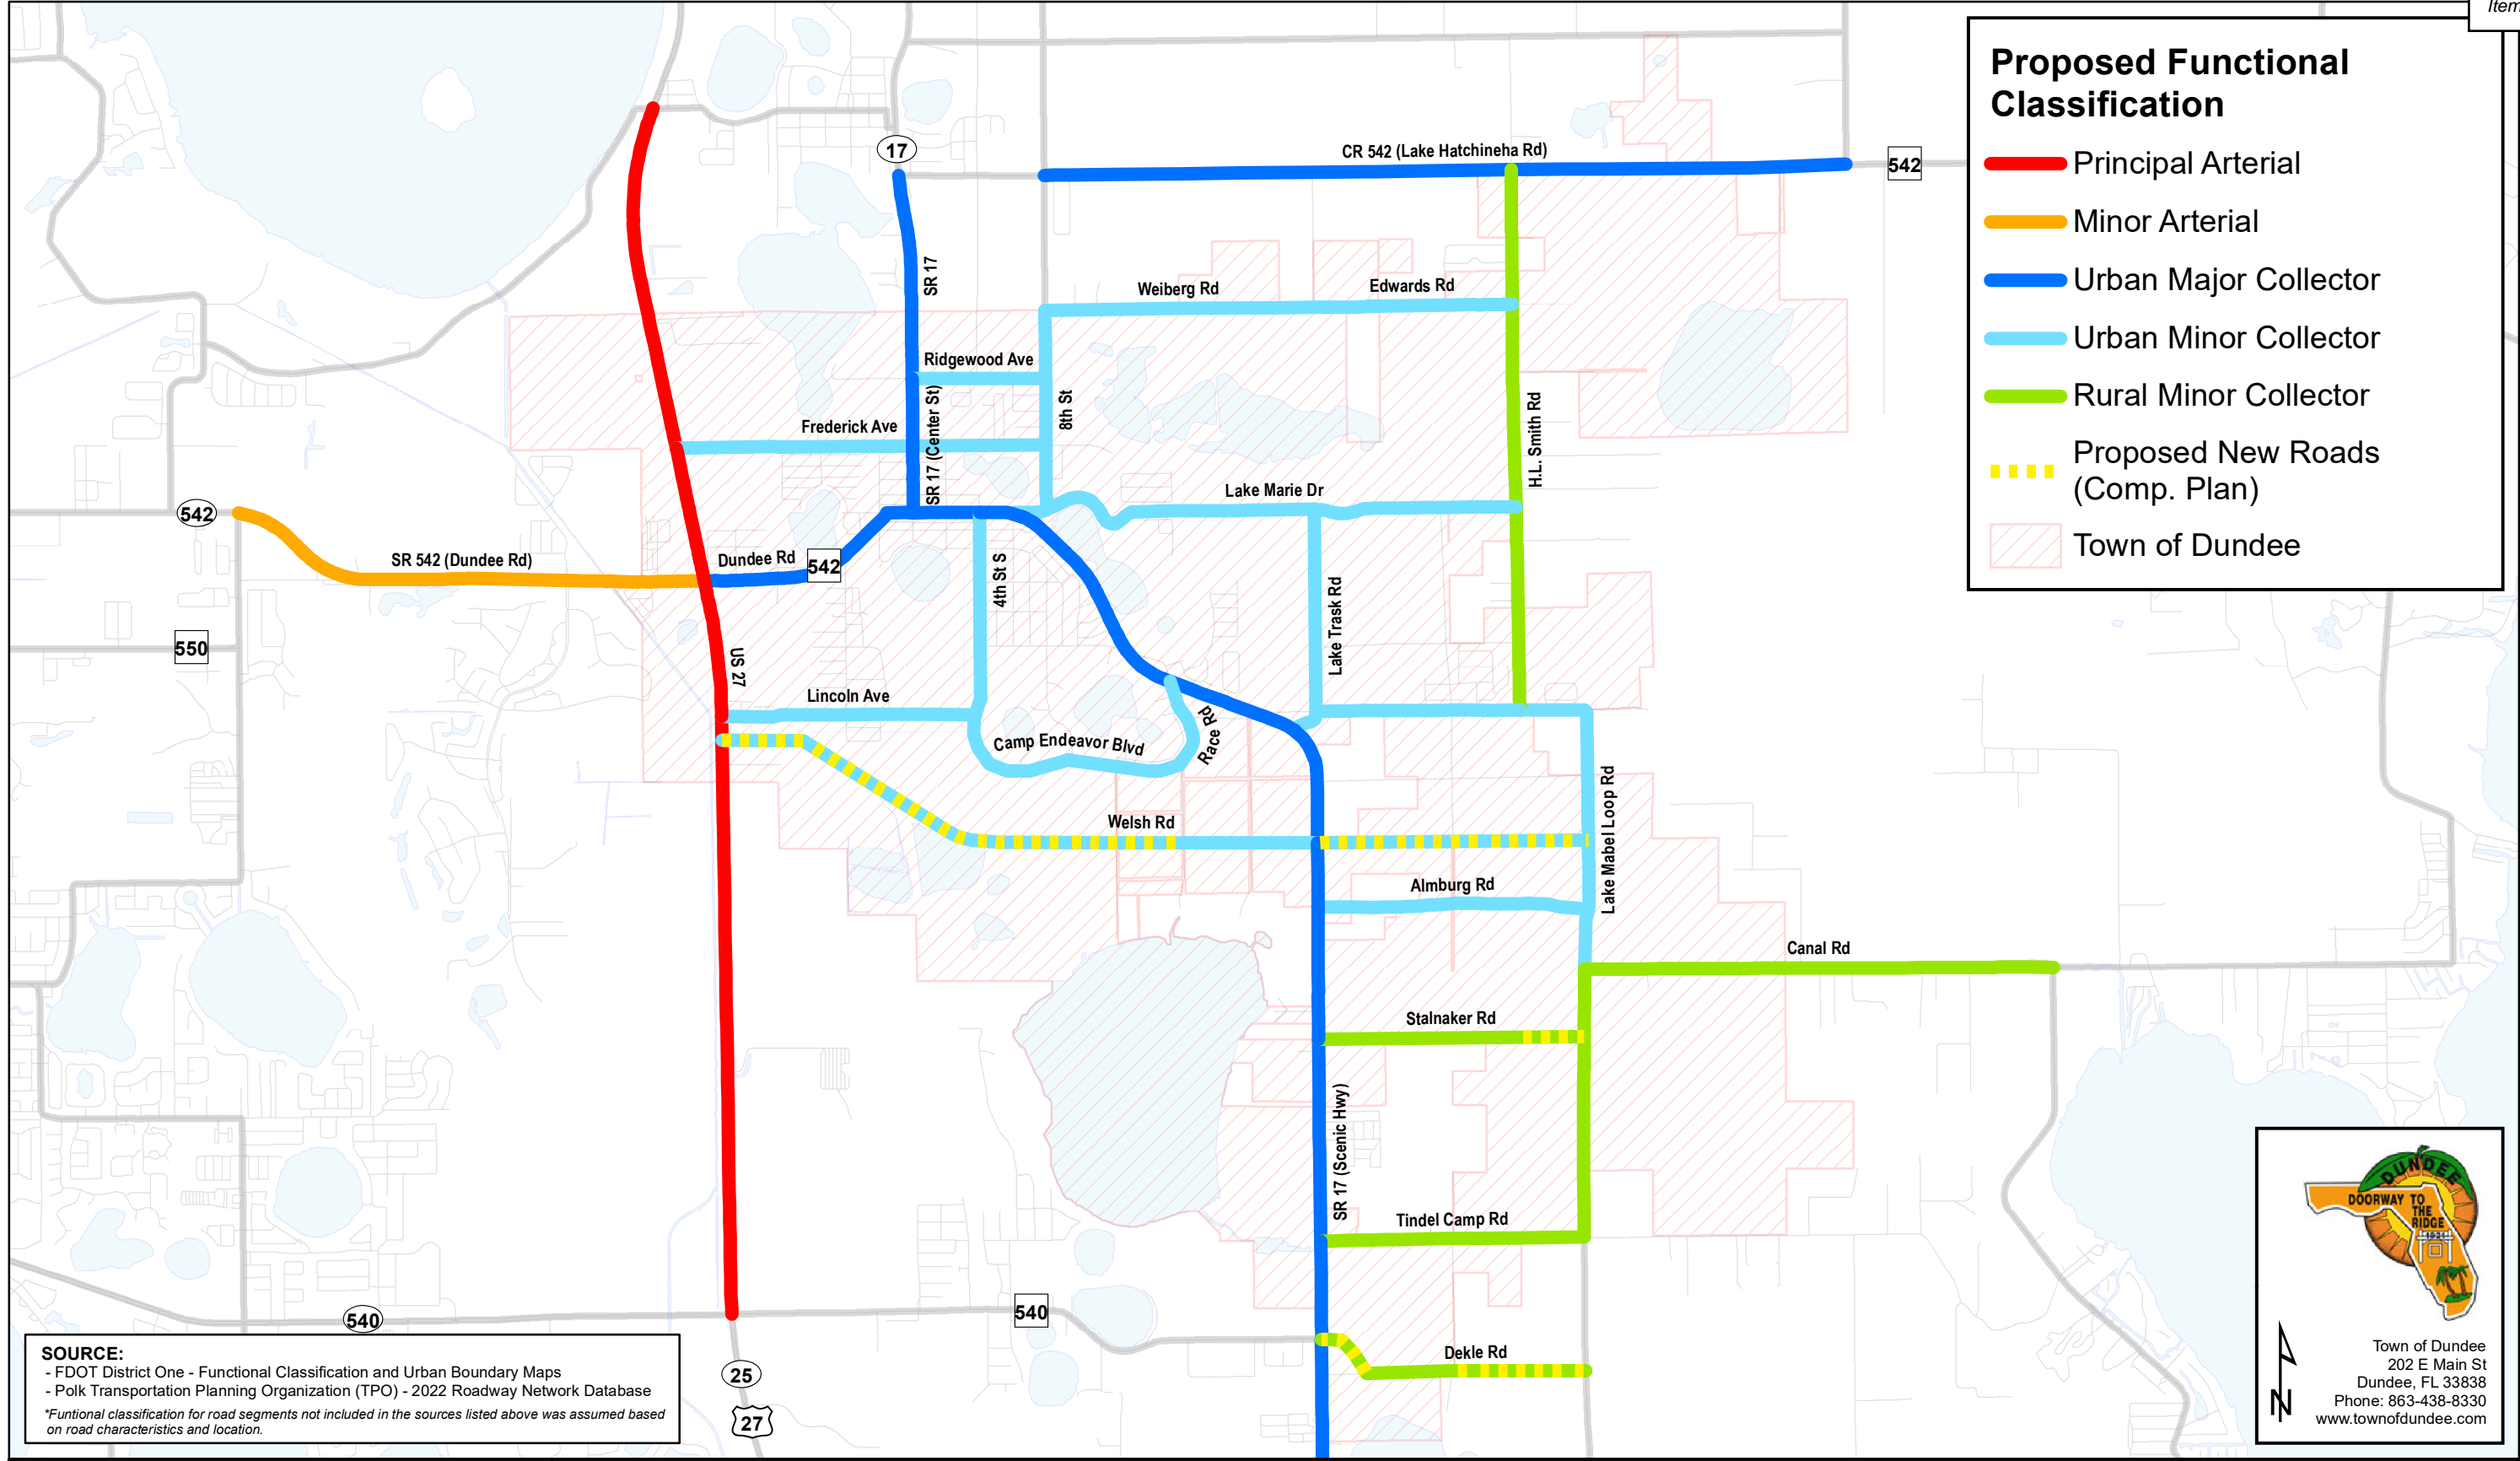 Item
Proposed Functional
Classification
Principal Arterial
Minor Arterial
Urban Major Collector
Urban Minor Collector
Rural Minor Collector
Proposed New Roads
(Comp. Plan)
Town of Dundee
17
CR 542 (Lake Hatchineha Rd)
542
SR 17
Weiberg Rd
Edwards Rd
Ridgewood Ave
8th St
SR 17 (Center St)
Frederick Ave
H.L. Smith Rd
Lake Marie Dr
542
SR 542 (Dundee Rd)
Dundee Rd
542
4th St S
Lake Trask Rd
550
US 27
Lincoln Ave
Camp Endeavor Blvd
Race Rd
Welsh Rd
Lake Mabel Loop Rd
Almburg Rd
Canal Rd
Stalnaker Rd
SR 17 (Scenic Hwy)
Tindel Camp Rd
540
540
Dekle Rd
25
27
SOURCE:
- FDOT District One - Functional Classification and Urban Boundary Maps
- Polk Transportation Planning Organization (TPO) - 2022 Roadway Network Database
*Funtional classification for road segments not included in the sources listed above was assumed based
on road characteristics and location.
DUNDEE
DOORWAY TO
THE
RIDGE
N
Town of Dundee
202 E Main St
Dundee, FL 33838
Phone: 863-438-8330
www.townofdundee.com